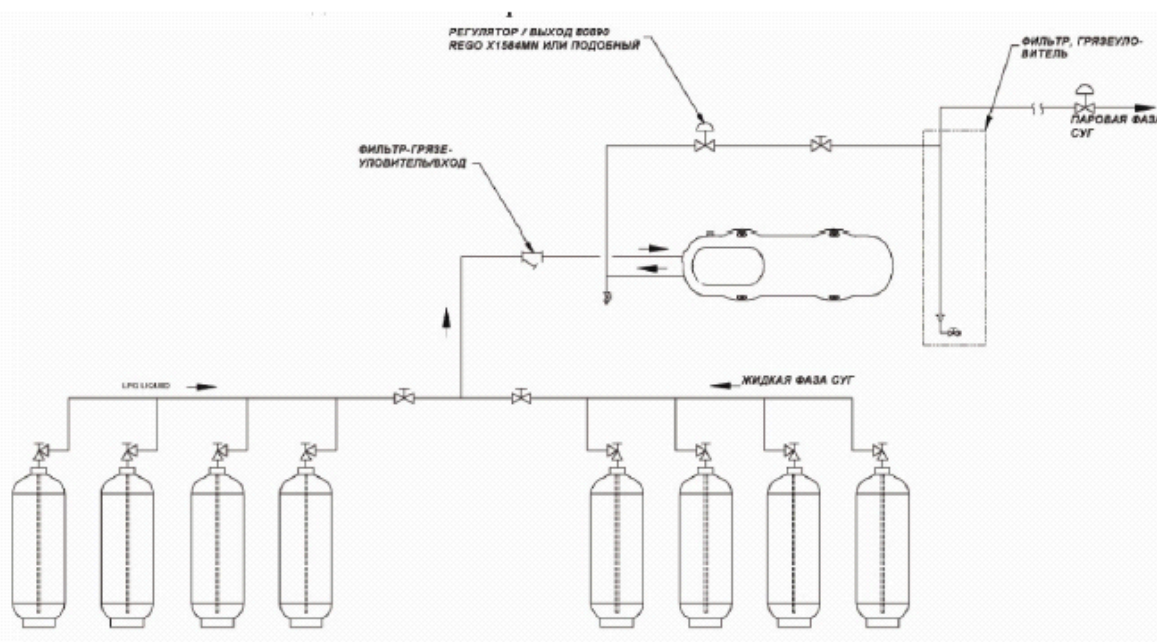 РЕГУЛЯТОР / ВЫХОД 80890
REGO X1584MN ИЛИ ПОДОБНЫЙ
ФИЛЬТР, ГРЯЗЕУЛО-
ВИТЕЛЬ
ПАРОВАЯ ФАЗА
СУГ
ФИЛЬТР-ГРЯЗЕ-
УЛОВИТЕЛЬ/ВХОД
LPG LIQUID
ЖИДКАЯ ФАЗА СУГ